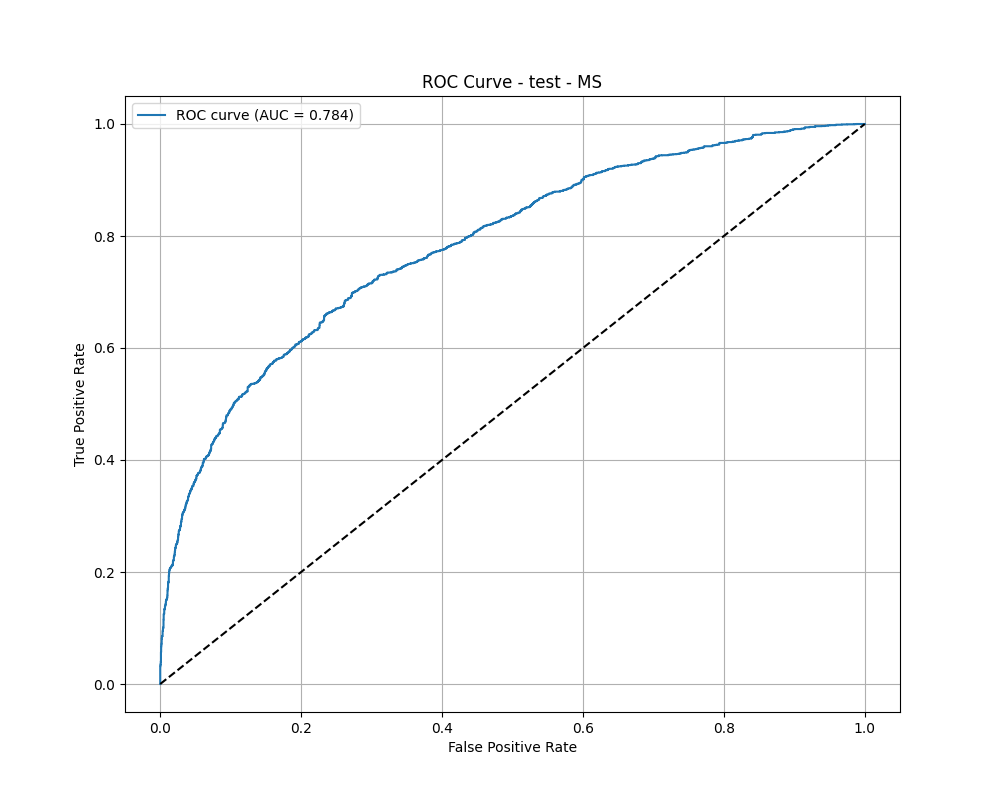 ROC Curve - test - MS
ROC curve (AUC = 0.784)
1.0
0.8
0.6
0.4
0.2
0.0
True Positive Rate
0.0 0.2 0.4 0.6 0.8 1.0
False Positive Rate